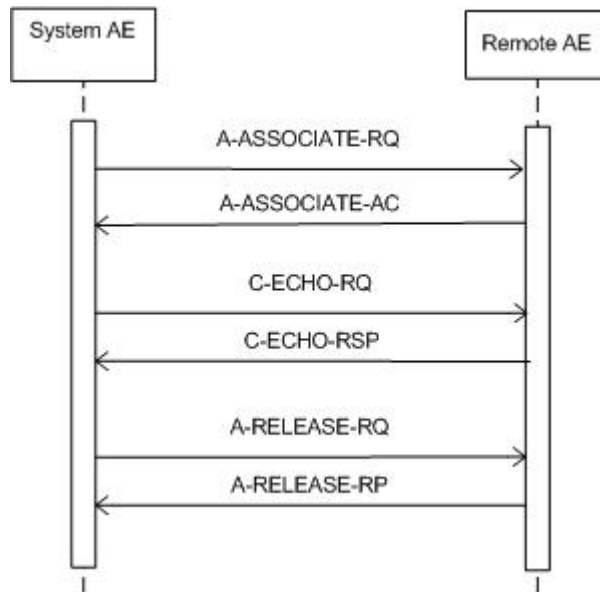 System AE
Remote AE
A-ASSOCIATE-RQ
A-ASSOCIATE-AC
C-ECHO-RQ
C-ECHO-RSP
A-RELEASE-RQ
A-RELEASE-RP